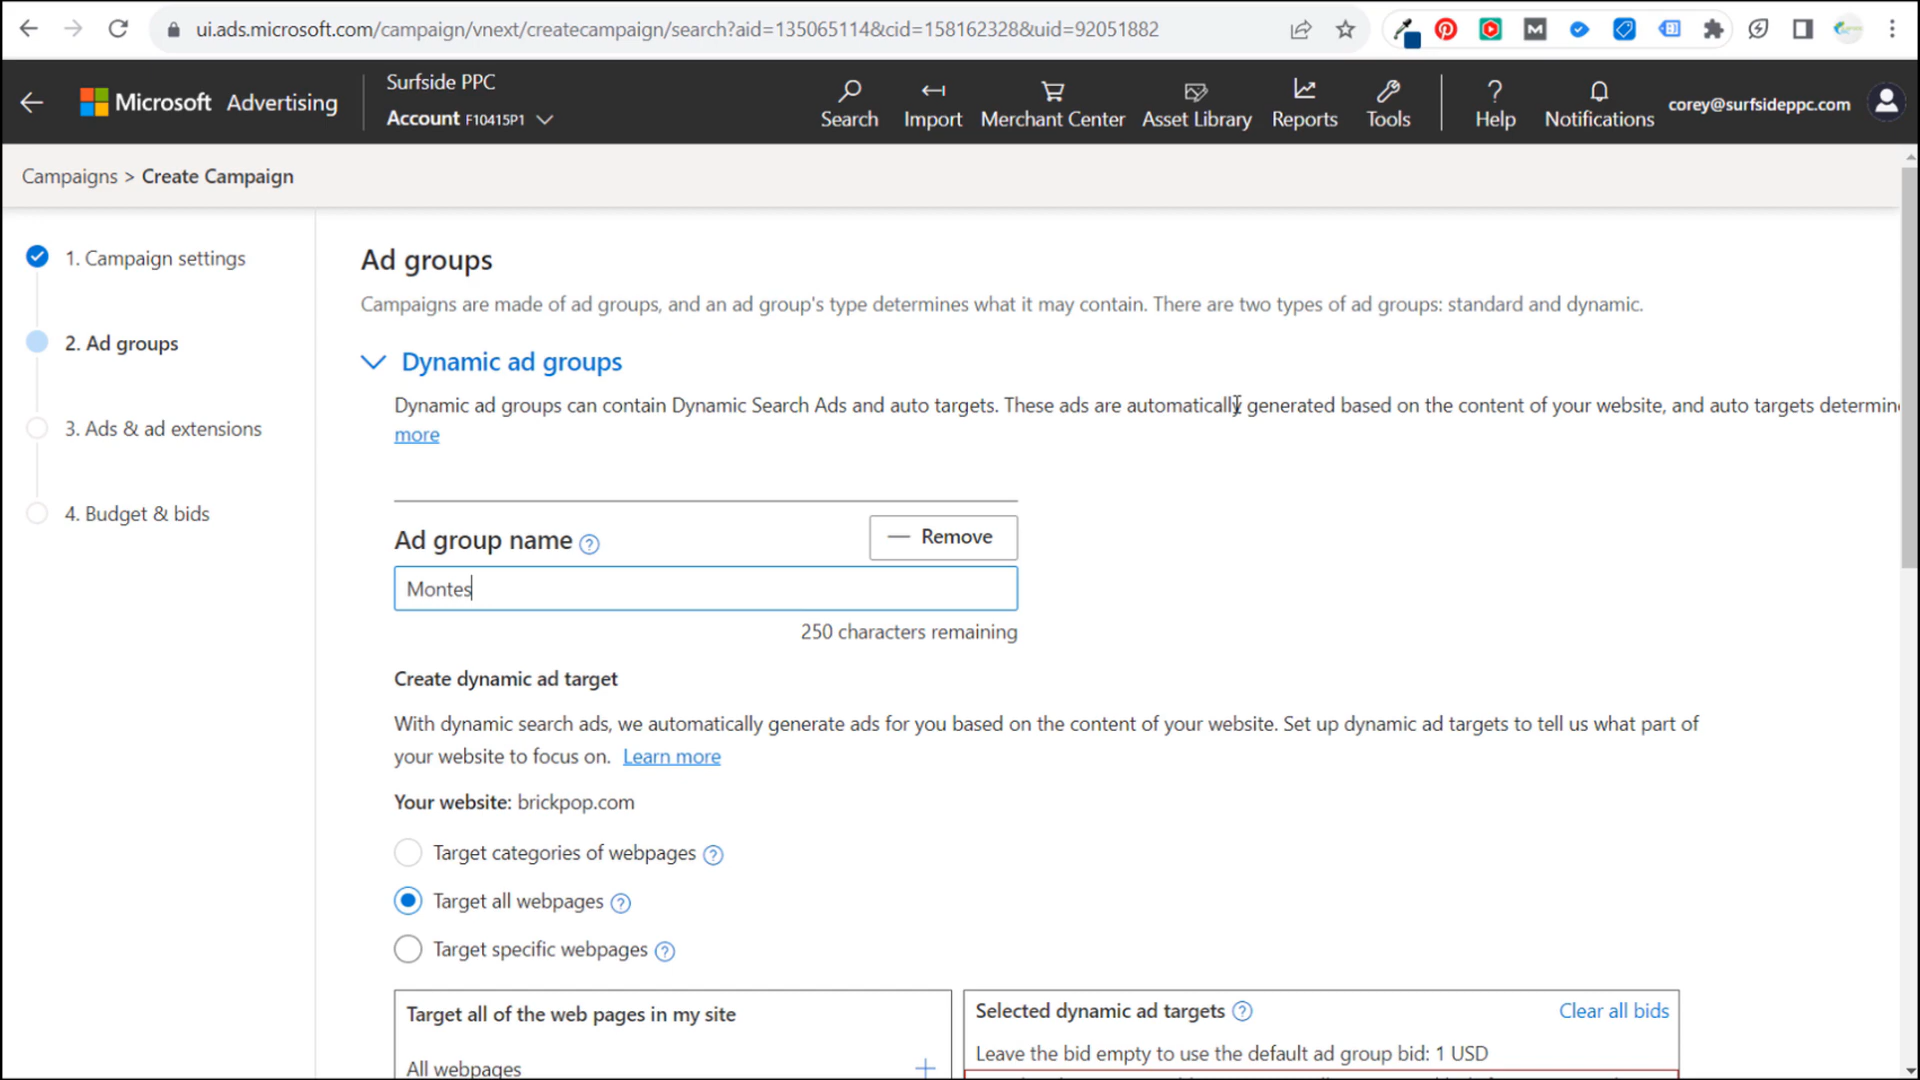 ui.ads.microsoft.com/campaign/vnext/createcampaign/search?aid=135065114&cid=158162328&uid=92051882
Microsoft Advertising
Surfside PPC
Account F10415P1
Search
Import
Merchant Center
Asset Library
Reports
Tools
Help
Notifications
corey@surfsideppc.com
Campaigns > Create Campaign
1. Campaign settings
2. Ad groups
3. Ads & ad extensions
4. Budget & bids
Ad groups
Campaigns are made of ad groups, and an ad group's type determines what it may contain. There are two types of ad groups: standard and dynamic.
Dynamic ad groups
Dynamic ad groups can contain Dynamic Search Ads and auto targets. These ads are automatically generated based on the content of your website, and auto targets determin
more
Ad group name
— Remove
Montes
250 characters remaining
Create dynamic ad target
With dynamic search ads, we automatically generate ads for you based on the content of your website. Set up dynamic ad targets to tell us what part of
your website to focus on. Learn more
Your website: brickpop.com
Target categories of webpages
Target all webpages
Target specific webpages
Target all of the web pages in my site
All webpages
Selected dynamic ad targets
Clear all bids
Leave the bid empty to use the default ad group bid: 1 USD